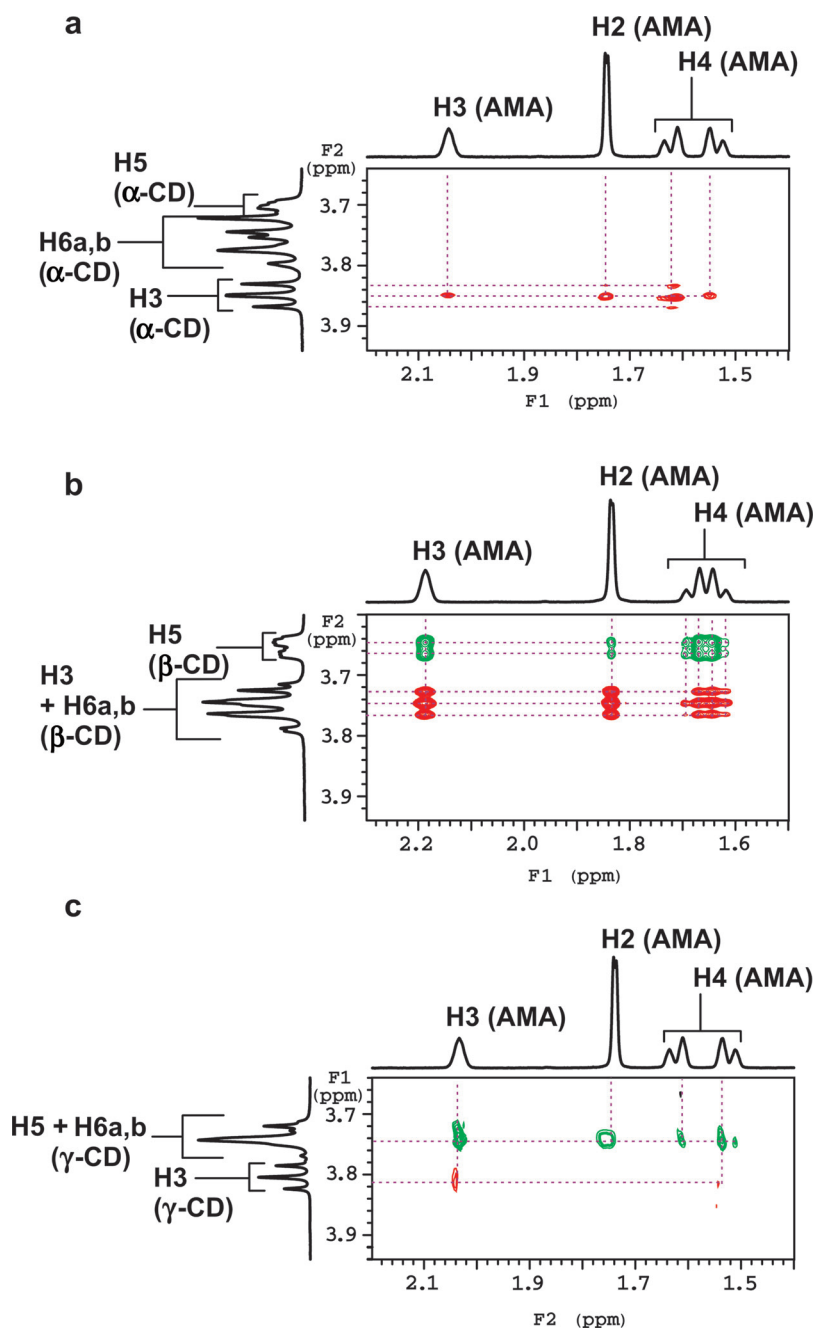 a
H2 (AMA)
H4 (AMA)
H3 (AMA)
F2
(ppm)
H5
(α-CD)
H6a,b
(α-CD)
H3
(α-CD)
3.7
3.8
3.9
2.1 1.9 1.7 1.5
F1 (ppm)
b
H2 (AMA)
H4 (AMA)
H3 (AMA)
F2
(ppm)
H5
(β-CD)
H3
+ H6a,b
(β-CD)
3.7
3.8
3.9
2.2 2.0 1.8 1.6
F1 (ppm)
c
H2 (AMA)
H4 (AMA)
H3 (AMA)
F1
(ppm)
H5 + H6a,b
(γ-CD)
H3
(γ-CD)
3.7
3.8
3.9
2.1 1.9 1.7 1.5
F2 (ppm)